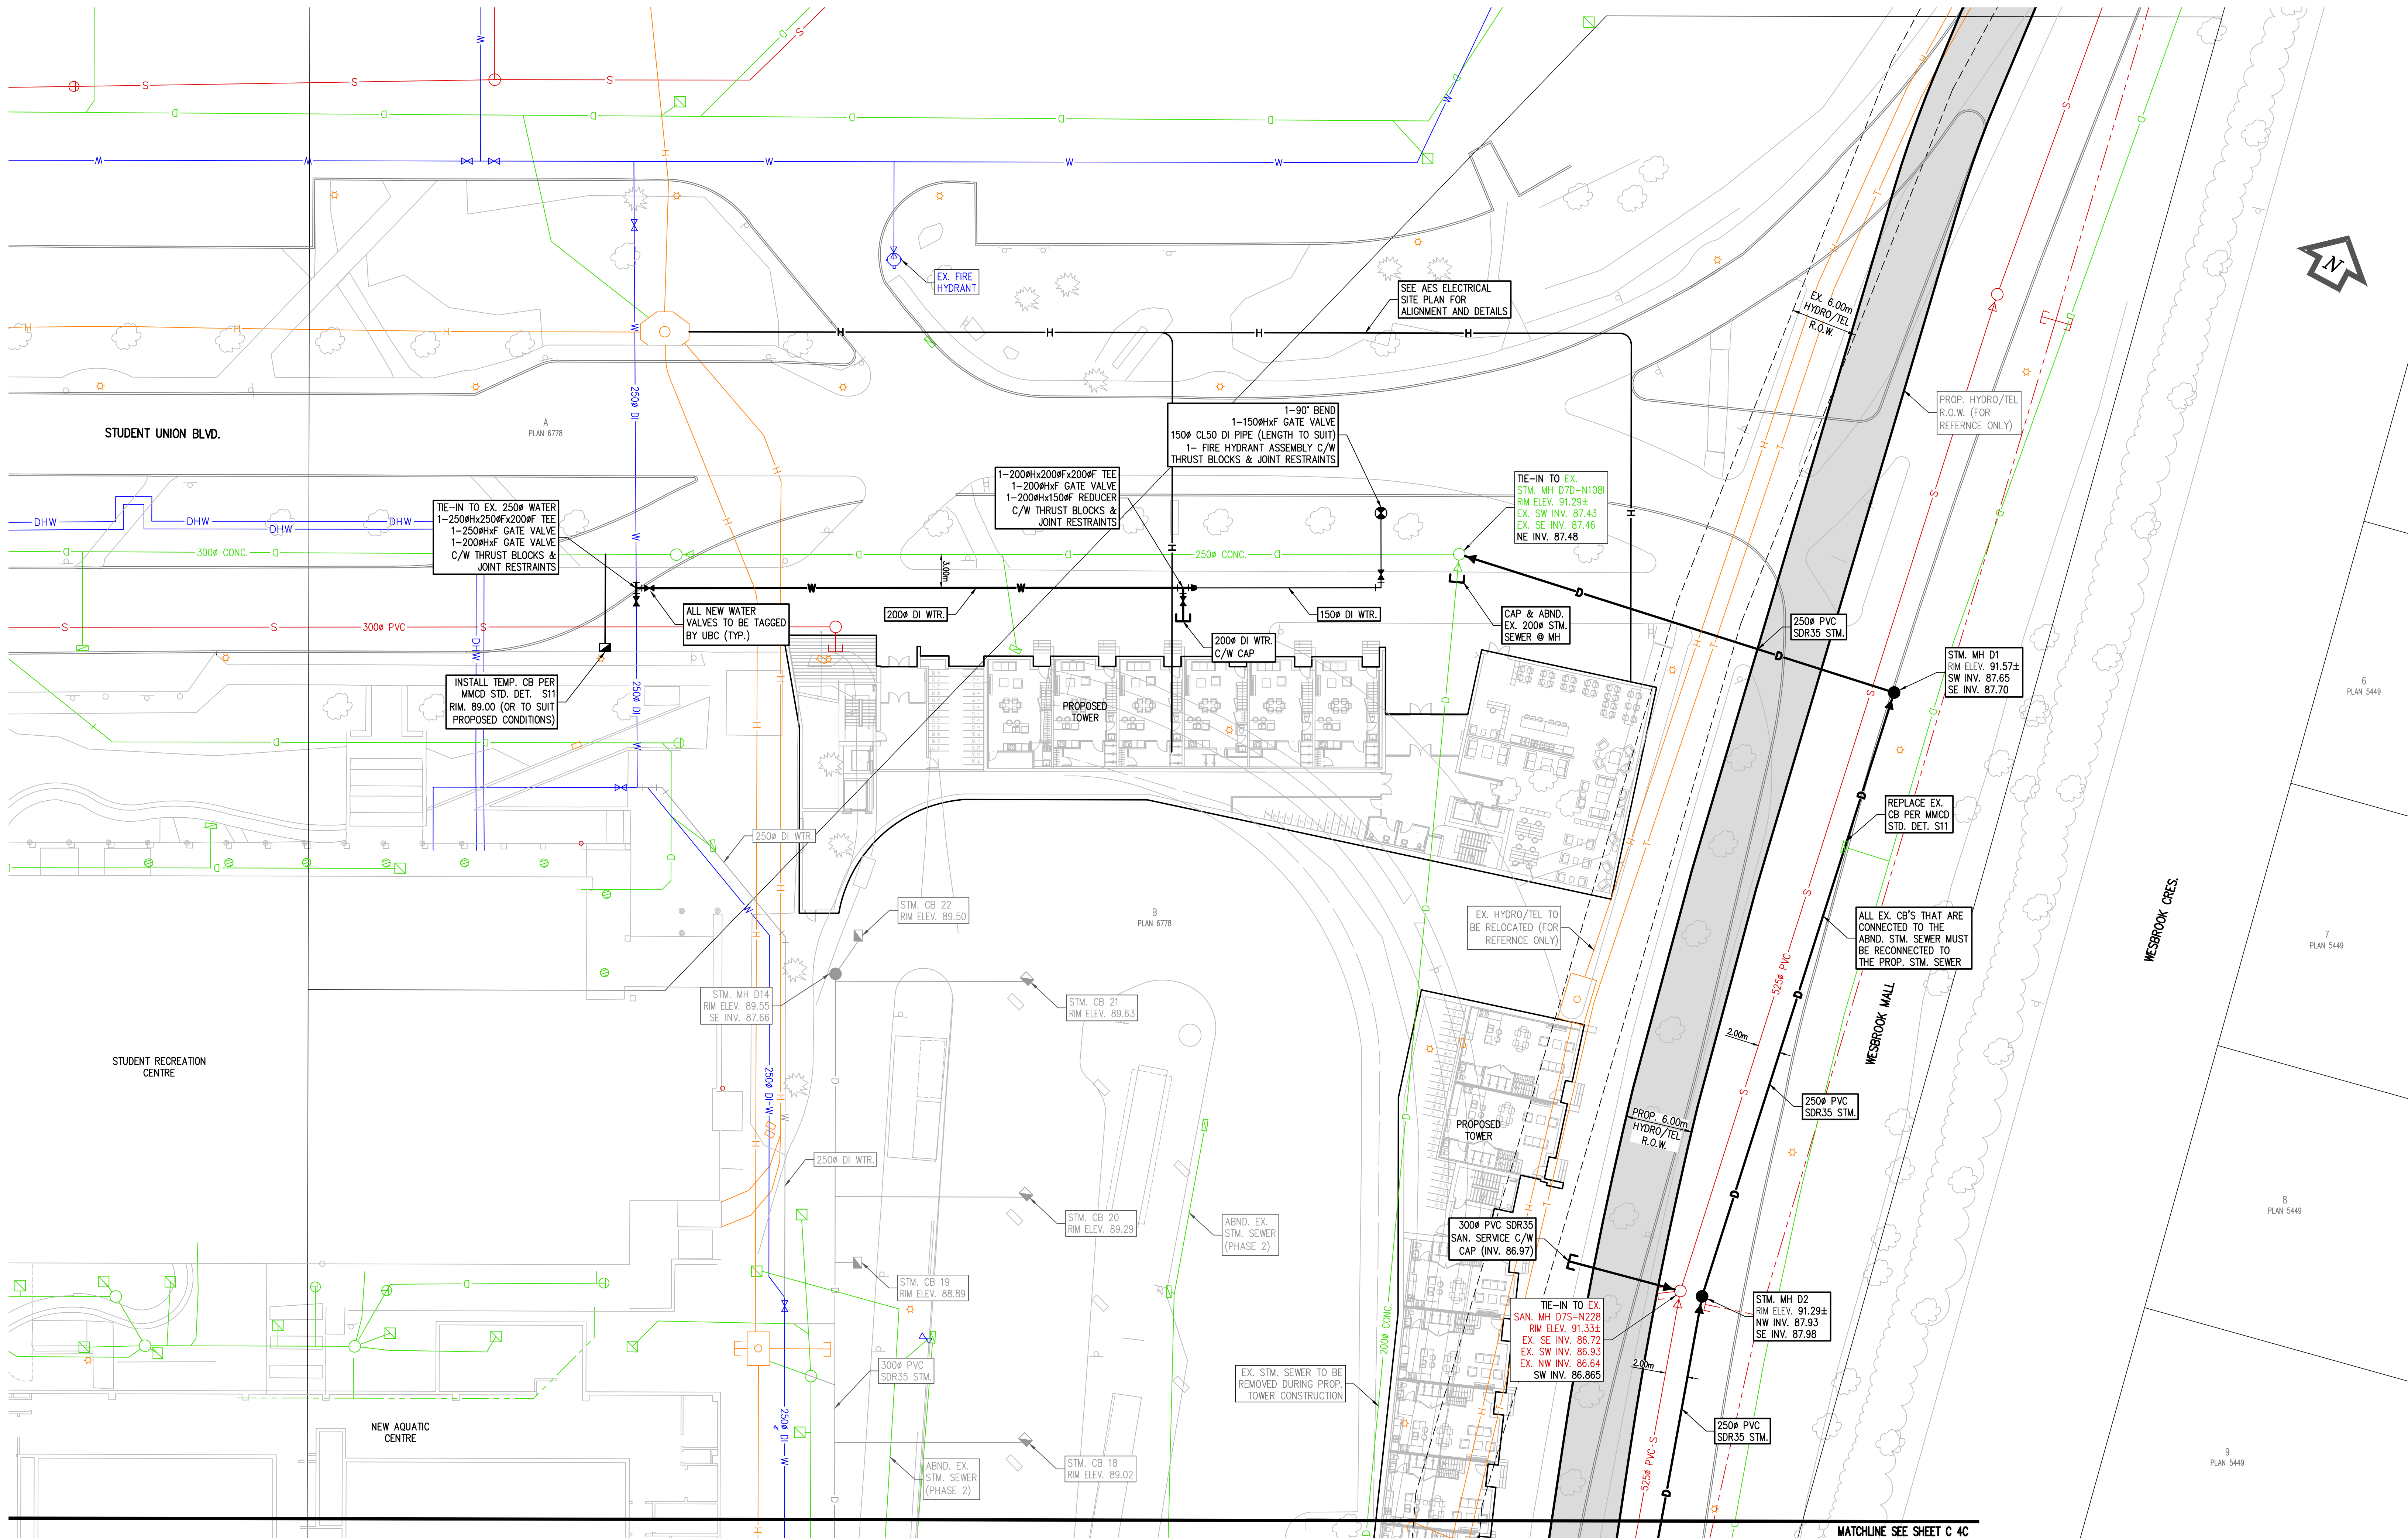 EX. FIRE
HYDRANT
SEE AES ELECTRICAL
SITE PLAN FOR
ALIGNMENT AND DETAILS
EX. 6.00m
HYDRO/TEL
R.O.W.
N
PROP. HYDRO/TEL
R.O.W. (FOR
REFERNCE ONLY)
STUDENT UNION BLVD.
A
PLAN 6778
250ø DI
1-90° BEND
1-150øHxF GATE VALVE
150ø CL50 DI PIPE (LENGTH TO SUIT)
1- FIRE HYDRANT ASSEMBLY C/W
THRUST BLOCKS & JOINT RESTRAINTS
1-200øHx200øFx200øF TEE
1-200øHxF GATE VALVE
1-200øHx150øF REDUCER
C/W THRUST BLOCKS &
JOINT RESTRAINTS
TIE-IN TO EX.
STM. MH D7D-N108I
RIM ELEV. 91.29±
EX. SW INV. 87.43
EX. SE INV. 87.46
NE INV. 87.48
TIE-IN TO EX. 250ø WATER
1-250øHx250øFx200øF TEE
1-250øHxF GATE VALVE
1-200øHxF GATE VALVE
C/W THRUST BLOCKS &
JOINT RESTRAINTS
DHW
DHW
DHW
DHW
300ø CONC.
250ø CONC.
3.00m
ALL NEW WATER
VALVES TO BE TAGGED
BY UBC (TYP.)
200ø DI WTR.
150ø DI WTR.
200ø DI WTR.
C/W CAP
CAP & ABND.
EX. 200ø STM.
SEWER @ MH
250ø PVC
SDR35 STM.
300ø PVC
DHW
STM. MH D1
RIM ELEV. 91.57±
SW INV. 87.65
SE INV. 87.70
INSTALL TEMP. CB PER
MMCD STD. DET. S11
RIM. 89.00 (OR TO SUIT
PROPOSED CONDITIONS)
250ø DI
PROPOSED
TOWER
6
PLAN 5449
250ø DI WTR.
REPLACE EX.
CB PER MMCD
STD. DET. S11
STM. CB 22
RIM ELEV. 89.50
B
PLAN 6778
EX. HYDRO/TEL TO
BE RELOCATED (FOR
REFERNCE ONLY)
ALL EX. CB'S THAT ARE
CONNECTED TO THE
ABND. STM. SEWER MUST
BE RECONNECTED TO
THE PROP. STM. SEWER
WESBROOK CRES.
7
PLAN 5449
STM. MH D14
RIM ELEV. 89.55
SE INV. 87.66
STM. CB 21
RIM ELEV. 89.63
525ø PVC
WESBROOK MALL
2.00m
STUDENT RECREATION
CENTRE
250ø DI-W
PROPOSED
TOWER
PROP. 6.00m
HYDRO/TEL
R.O.W.
250ø PVC
SDR35 STM.
250ø DI WTR.
STM. CB 20
RIM ELEV. 89.29
ABND. EX.
STM. SEWER
(PHASE 2)
300ø PVC SDR35
SAN. SERVICE C/W
CAP (INV. 86.97)
8
PLAN 5449
STM. CB 19
RIM ELEV. 88.89
TIE-IN TO EX.
SAN. MH D7S-N228
RIM ELEV. 91.33±
EX. SE INV. 86.72
EX. SW INV. 86.93
EX. NW INV. 86.64
SW INV. 86.865
STM. MH D2
RIM ELEV. 91.29±
NW INV. 87.93
SE INV. 87.98
200ø CONC.
2.00m
300ø PVC
SDR35 STM.
EX. STM. SEWER TO BE
REMOVED DURING PROP.
TOWER CONSTRUCTION
NEW AQUATIC
CENTRE
250ø DI-W
250ø PVC
SDR35 STM.
525ø PVC-S
9
PLAN 5449
ABND. EX.
STM. SEWER
(PHASE 2)
STM. CB 18
RIM ELEV. 89.02
MATCHLINE SEE SHEET C 4C